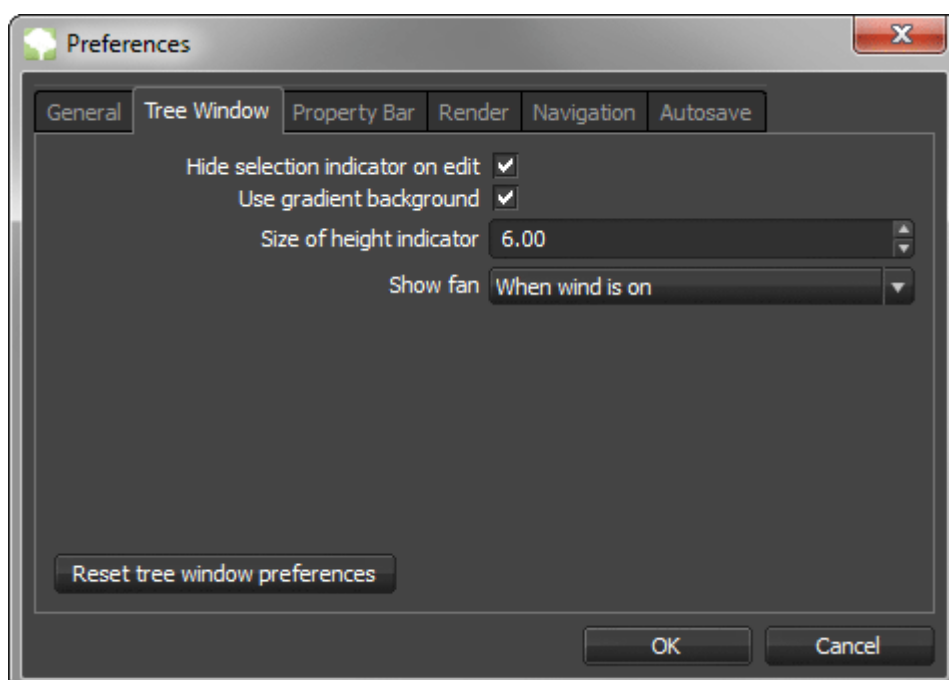 Preferences
General Tree Window Property Bar Render Navigation Autosave
Hide selection indicator on edit
Use gradient background
Size of height indicator 6.00
Show fan When wind is on
Reset tree window preferences
OK Cancel